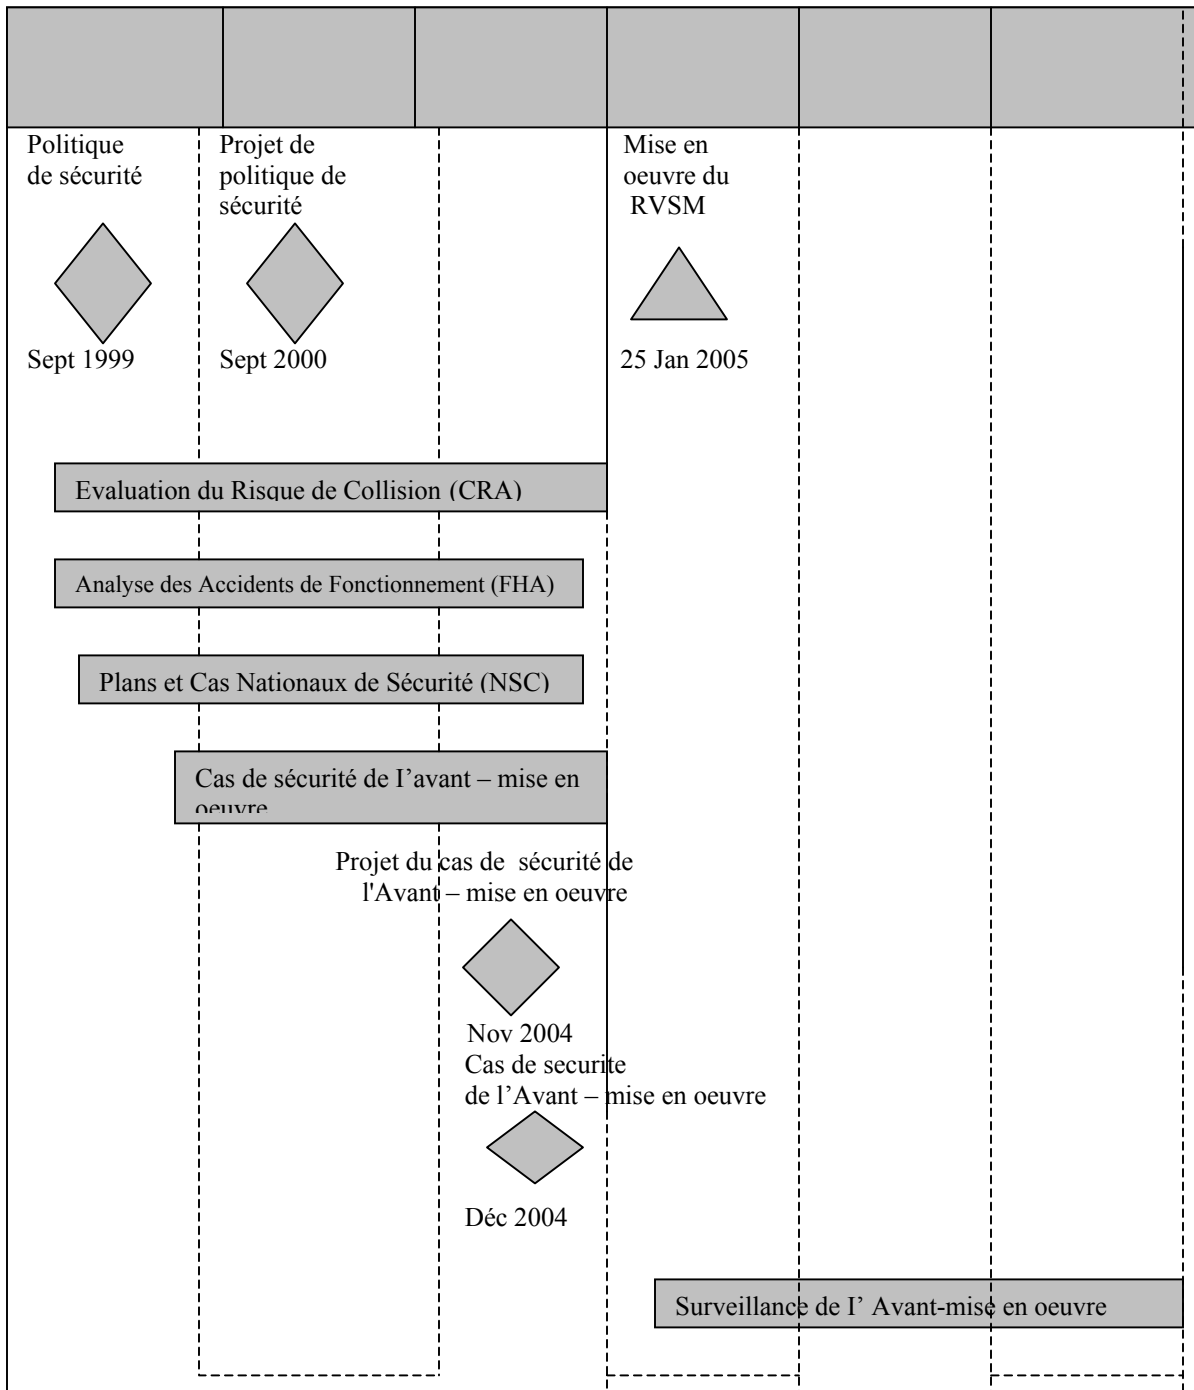 Politique
de sécurité
Projet de
politique de
sécurité
Mise en
oeuvre du
RVSM
Sept 1999
Sept 2000
25 Jan 2005
Evaluation du Risque de Collision (CRA)
Analyse des Accidents de Fonctionnement (FHA)
Plans et Cas Nationaux de Sécurité (NSC)
Cas de sécurité de I’avant – mise en
oeuvre
Projet du cas de sécurité de
l'Avant – mise en oeuvre
Nov 2004
Cas de securite
de l’Avant – mise en oeuvre
Déc 2004
Surveillance de I’ Avant-mise en oeuvre